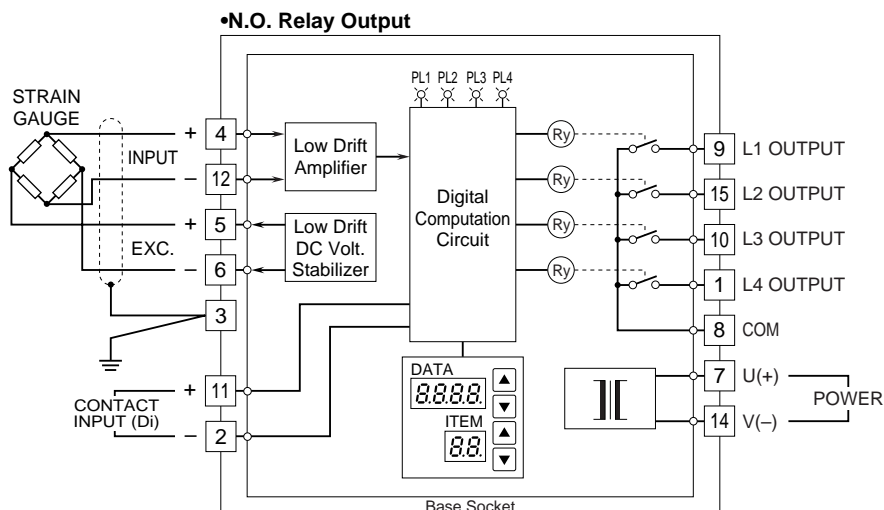 •N.O. Relay Output
PL1 PL2 PL3 PL4
STRAIN
GAUGE
+ 4
INPUT
– 12
+ 5
EXC.
– 6
3
Low Drift
Amplifier
Low Drift
DC Volt.
Stabilizer
Digital
Computation
Circuit
Ry
Ry
Ry
Ry
9 L1 OUTPUT
15 L2 OUTPUT
10 L3 OUTPUT
1 L4 OUTPUT
8 COM
+ 11
CONTACT
INPUT (Di)
– 2
DATA
8.8.8.8.
ITEM
8.8.
7 U(+)
POWER
14 V(–)
Base Socket